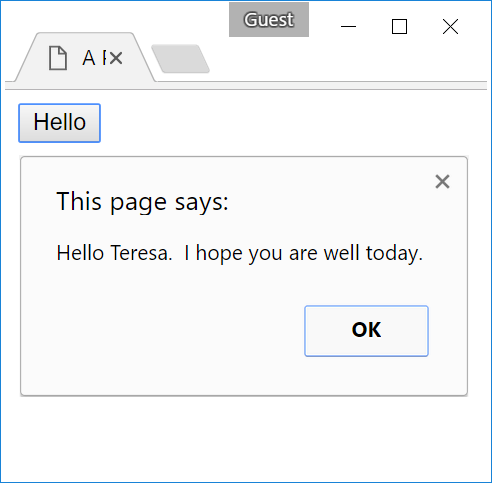 Guest
A
Hello
This page says:
Hello Teresa.  I hope you are well today.
OK